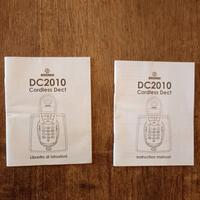 DC2010
Cordless Dect
Libretto di istruzioni
DC2010
Cordless Dect
Instruction manual